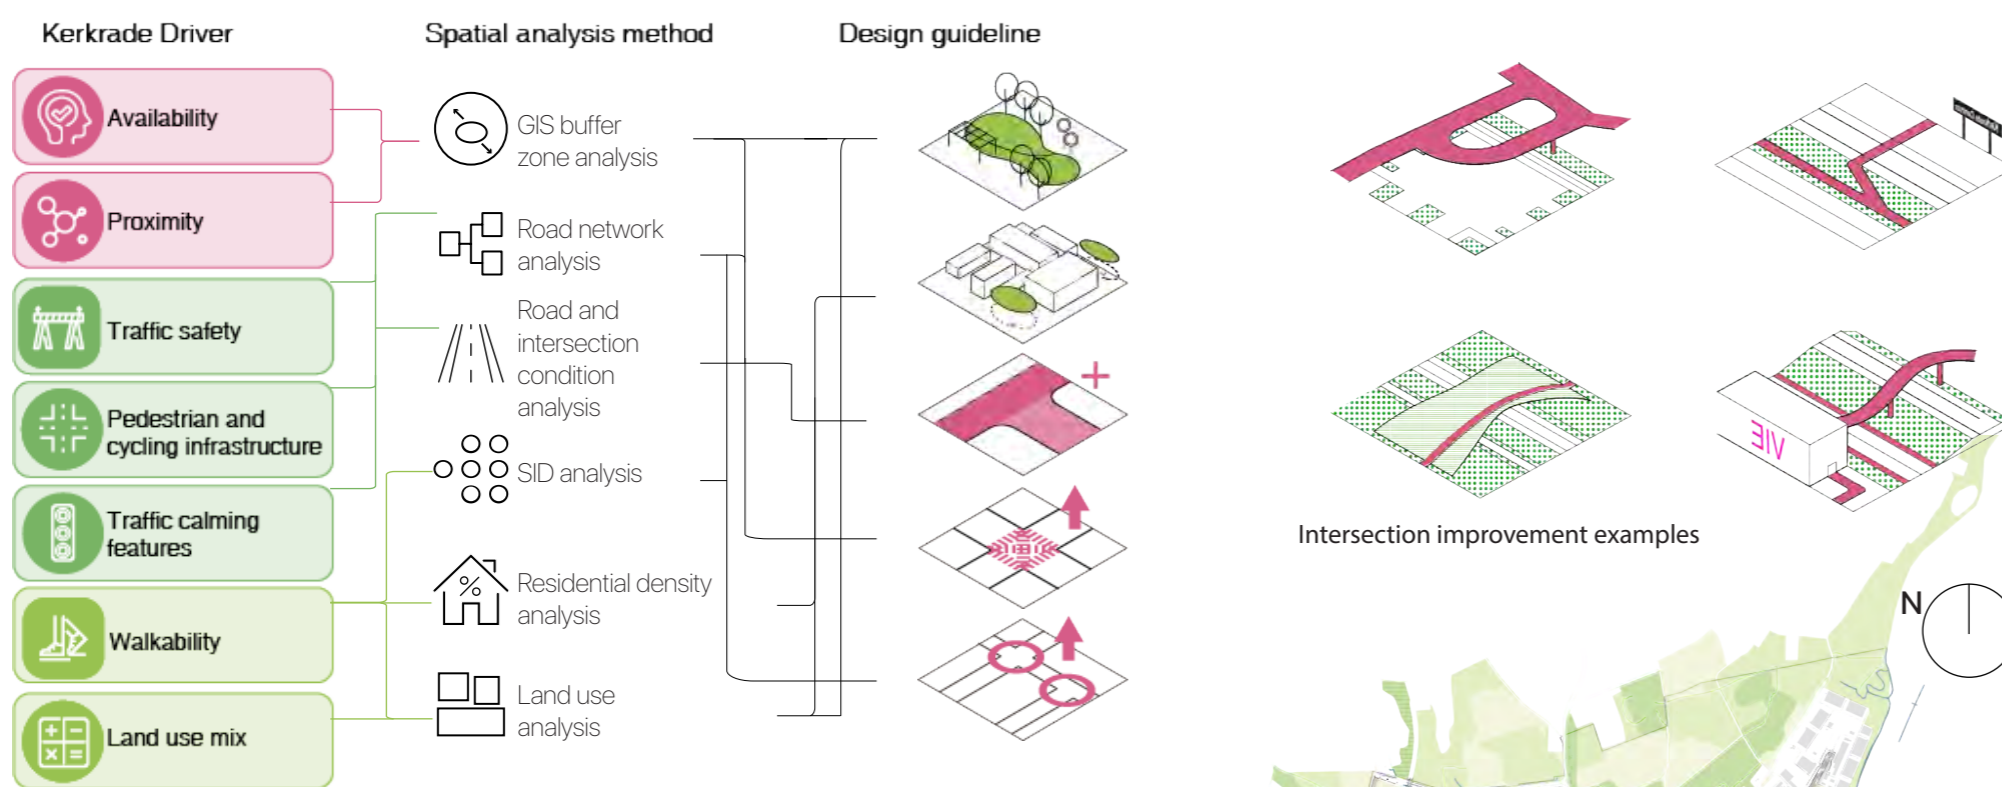 Kerkrade Driver
Spatial analysis method
Design guideline
Availability
Proximity
Traffic safety
Pedestrian and
cycling infrastructure
Traffic calming
features
Walkability
Land use mix
GIS buffer
zone analysis
Road network
analysis
Road and
intersection
condition
analysis
SID analysis
Residential density
analysis
Land use
analysis
VIE
Intersection improvement examples
N